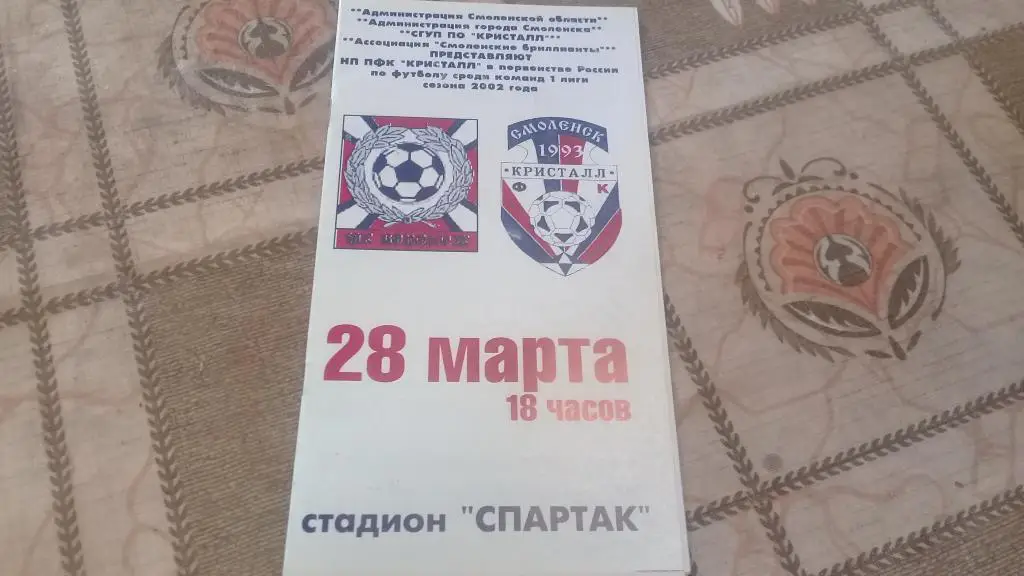 **Администрация Смоленской области**
**Администрация города Смоленска**
**СГУП ПО "КРИСТАЛЛ"**
**Ассоциация "Смоленские бриллианты"**
ПРЕДСТАВЛЯЮТ
НП ПФК "КРИСТАЛЛ" в первенстве России
по футболу среди команд 1 лиги
сезона 2002 года
СМОЛЕНСК
1993
·КРИСТАЛЛ·
Ф К
28 марта
18 часов
стадион "СПАРТАК"